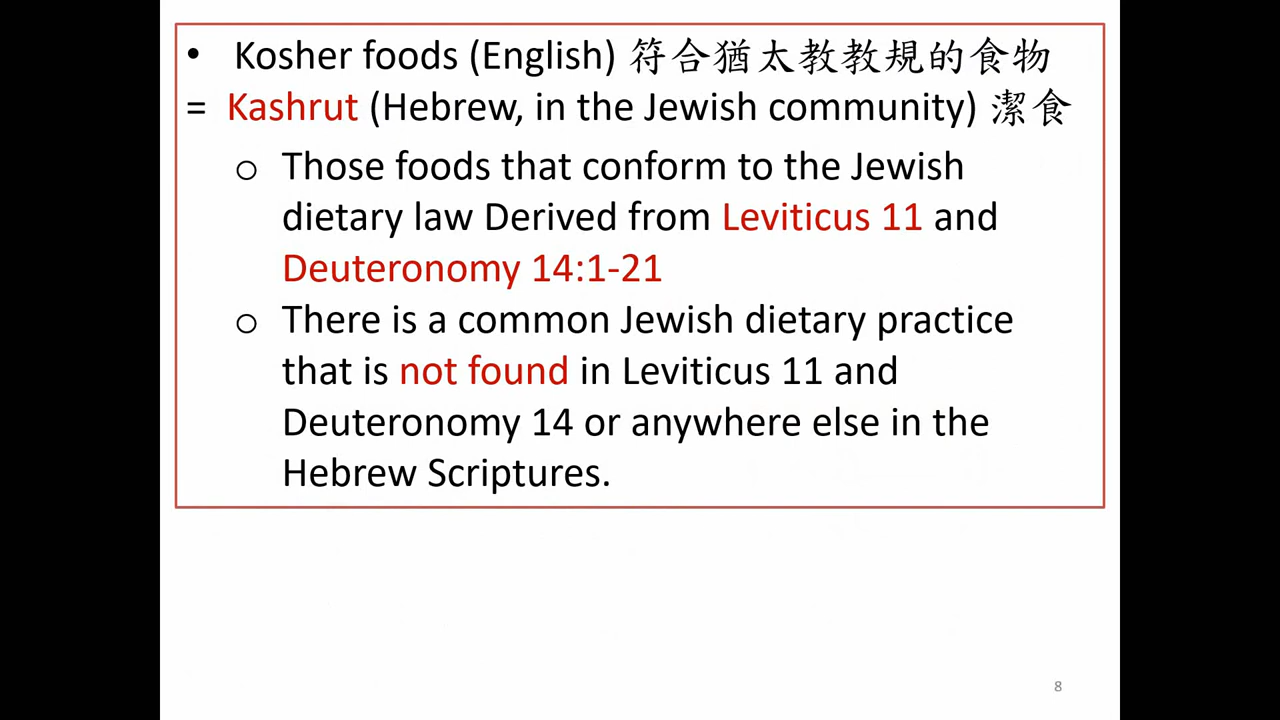 • Kosher foods (English) 符合猶太教教規的食物
= Kashrut (Hebrew, in the Jewish community) 潔食
o Those foods that conform to the Jewish
dietary law Derived from Leviticus 11 and
Deuteronomy 14:1-21
o There is a common Jewish dietary practice
that is not found in Leviticus 11 and
Deuteronomy 14 or anywhere else in the
Hebrew Scriptures.
8